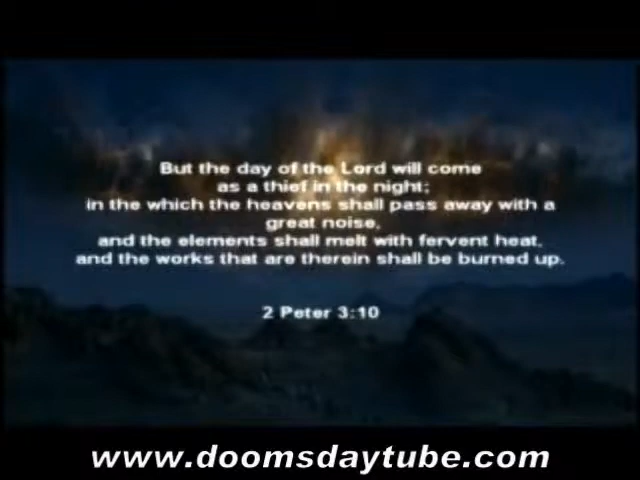 But the day of the Lord will come
as a thief in the night;
in the which the heavens shall pass away with a
great noise,
and the elements shall melt with fervent heat,
and the works that are therein shall be burned up.
2 Peter 3:10
www.doomsdaytube.com